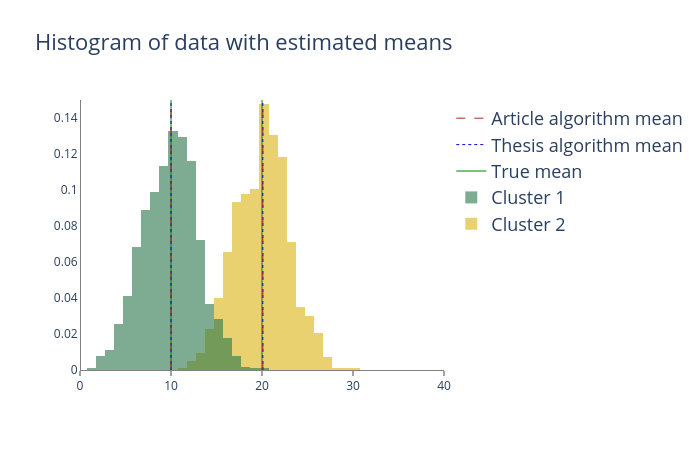 Histogram of data with estimated means
0.14
0.12
0.1
0.08
0.06
0.04
0.02
0
0 10 20 30 40
Article algorithm mean
Thesis algorithm mean
True mean
Cluster 1
Cluster 2